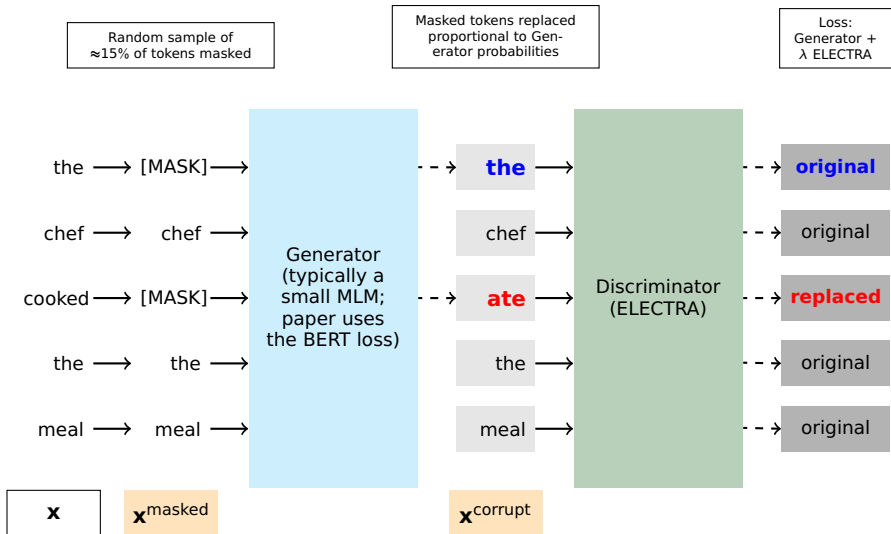 Random sample of
≈15% of tokens masked
Masked tokens replaced
proportional to Gen-
erator probabilities
Loss:
Generator +
λ ELECTRA
the [MASK] the original
chef chef chef original
cooked [MASK] ate replaced
the the the original
meal meal meal original
Generator
(typically a
small MLM;
paper uses
the BERT loss)
Discriminator
(ELECTRA)
x
x^masked
x^corrupt